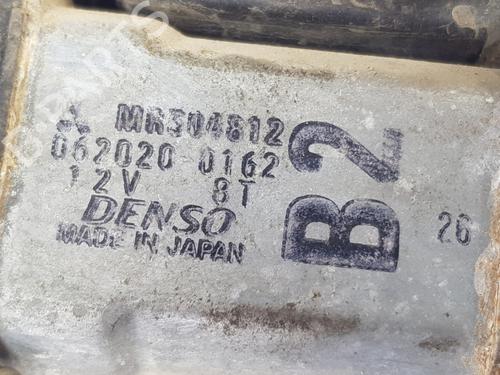 MR304812
062020 0162
12V 8T
DENSO
MADE IN JAPAN
B2
26